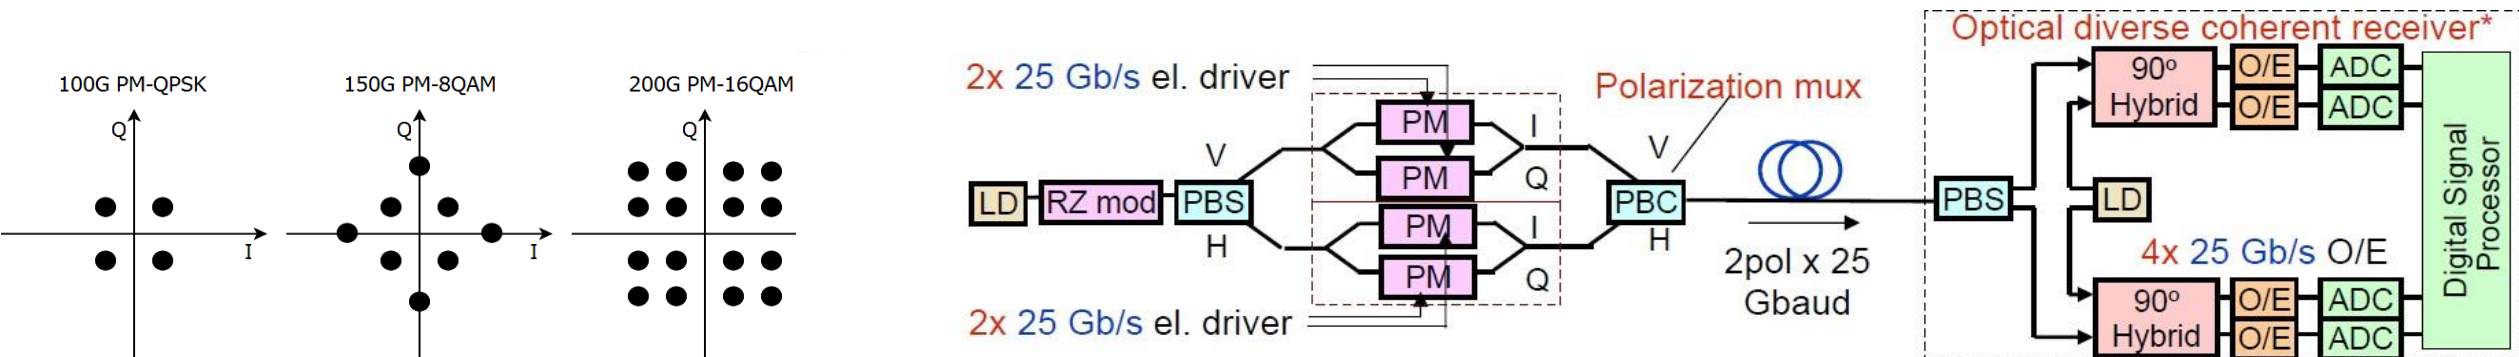 100G PM-QPSK
Q
I
150G PM-8QAM
Q
I
200G PM-16QAM
Q
2x 25 Gb/s el. driver
LD
RZ mod
PBS
V
H
PM
PM
PM
PM
I
Q
I
Q
2x 25 Gb/s el. driver
Polarization mux
V
PBC
H
2pol x 25
Gbaud
Optical diverse coherent receiver*
PBS
LD
90º
Hybrid
O/E
ADC
O/E
ADC
4x 25 Gb/s O/E
90º
Hybrid
O/E
ADC
O/E
ADC
Digital Signal
Processor